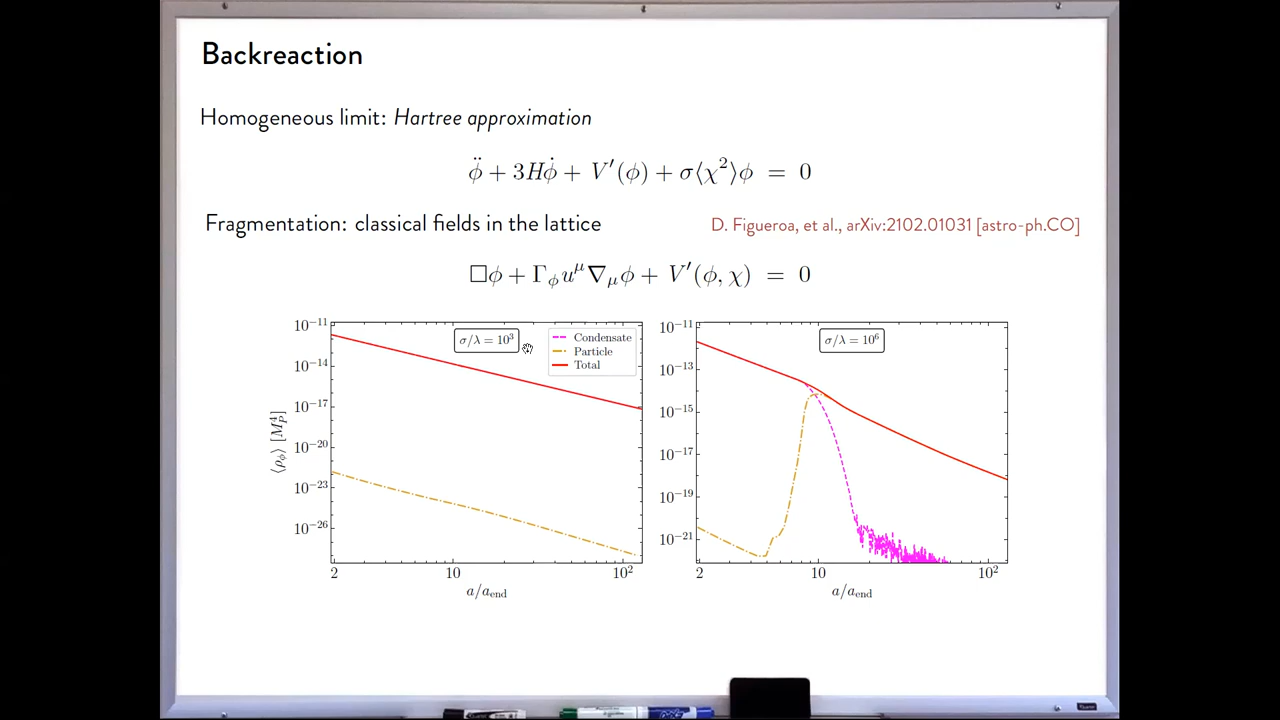 Backreaction
Homogeneous limit: Hartree approximation
φ̈ + 3Hφ̇ + V′(φ) + σ⟨χ²⟩φ = 0
Fragmentation: classical fields in the lattice
D. Figueroa, et al., arXiv:2102.01031 [astro-ph.CO]
□φ + Γ_φ u^μ ∇_μ φ + V′(φ, χ) = 0
σ/λ = 10³
Condensate
Particle
Total
⟨ρ_φ⟩ [M_P^4]
10⁻¹¹
10⁻¹⁴
10⁻¹⁷
10⁻²⁰
10⁻²³
10⁻²⁶
2 10 10²
a/a_end
σ/λ = 10⁶
10⁻¹¹
10⁻¹³
10⁻¹⁵
10⁻¹⁷
10⁻¹⁹
10⁻²¹
2 10 10²
a/a_end